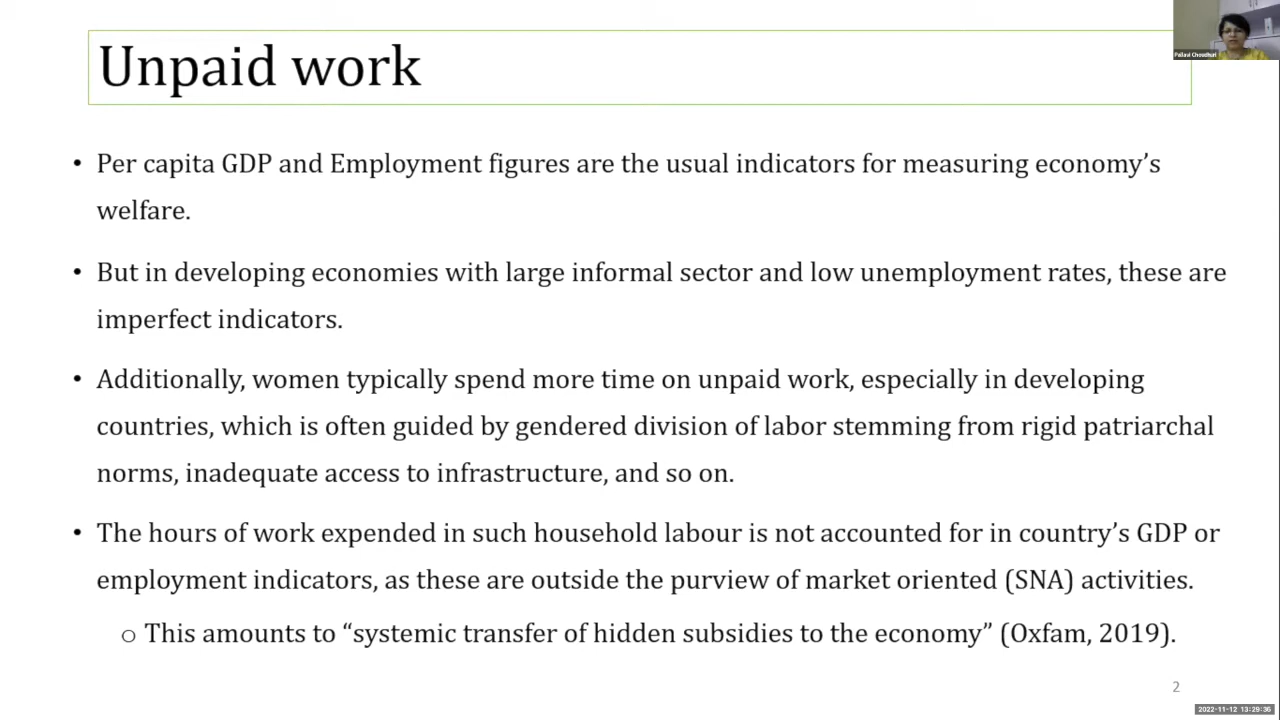 Unpaid work
Pallavi Choudhuri
• Per capita GDP and Employment figures are the usual indicators for measuring economy’s
welfare.
• But in developing economies with large informal sector and low unemployment rates, these are
imperfect indicators.
• Additionally, women typically spend more time on unpaid work, especially in developing
countries, which is often guided by gendered division of labor stemming from rigid patriarchal
norms, inadequate access to infrastructure, and so on.
• The hours of work expended in such household labour is not accounted for in country’s GDP or
employment indicators, as these are outside the purview of market oriented (SNA) activities.
o This amounts to “systemic transfer of hidden subsidies to the economy” (Oxfam, 2019).
2
2022-11-12 13:29:36